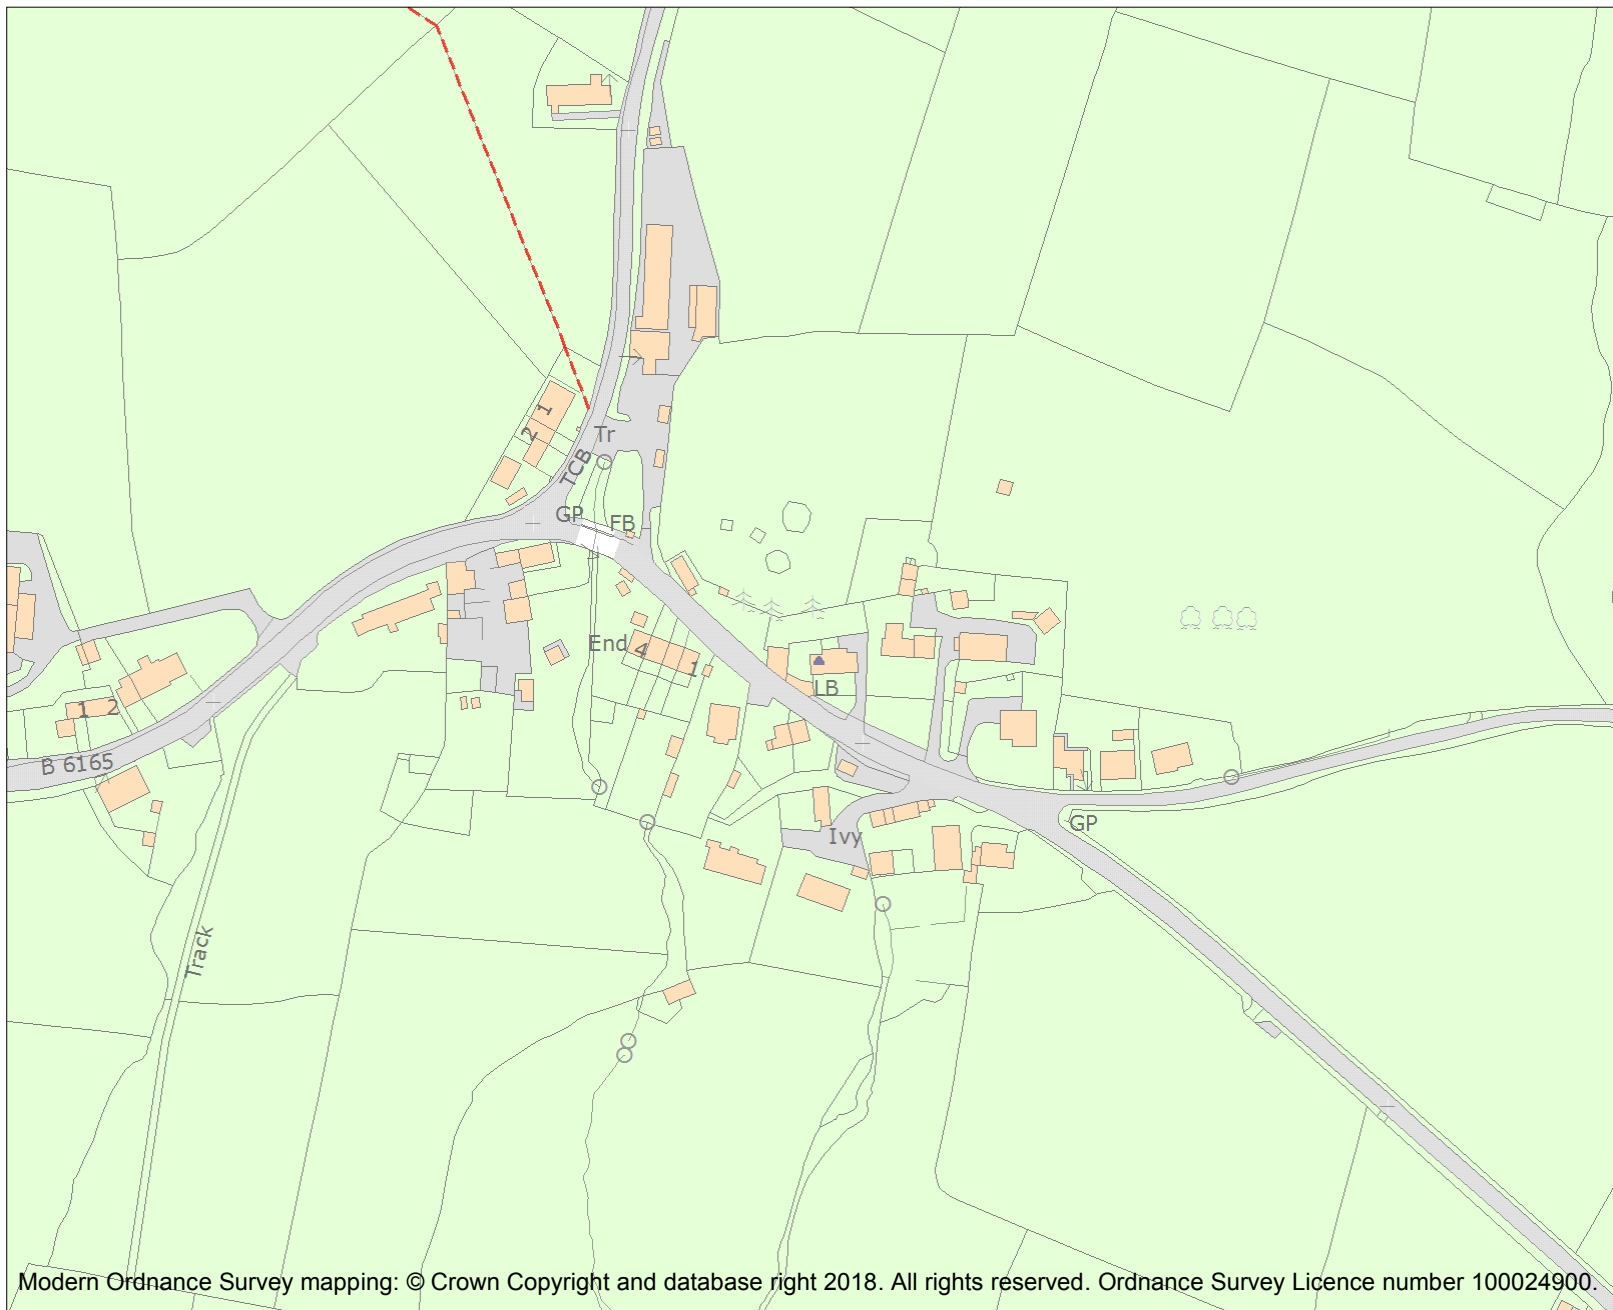 Tr
TCB
1
2
GP
FB
End
4
1
LB
1
2
B 6165
GP
Ivy
Track
Modern Ordnance Survey mapping: © Crown Copyright and database right 2018. All rights reserved. Ordnance Survey Licence number 100024900.